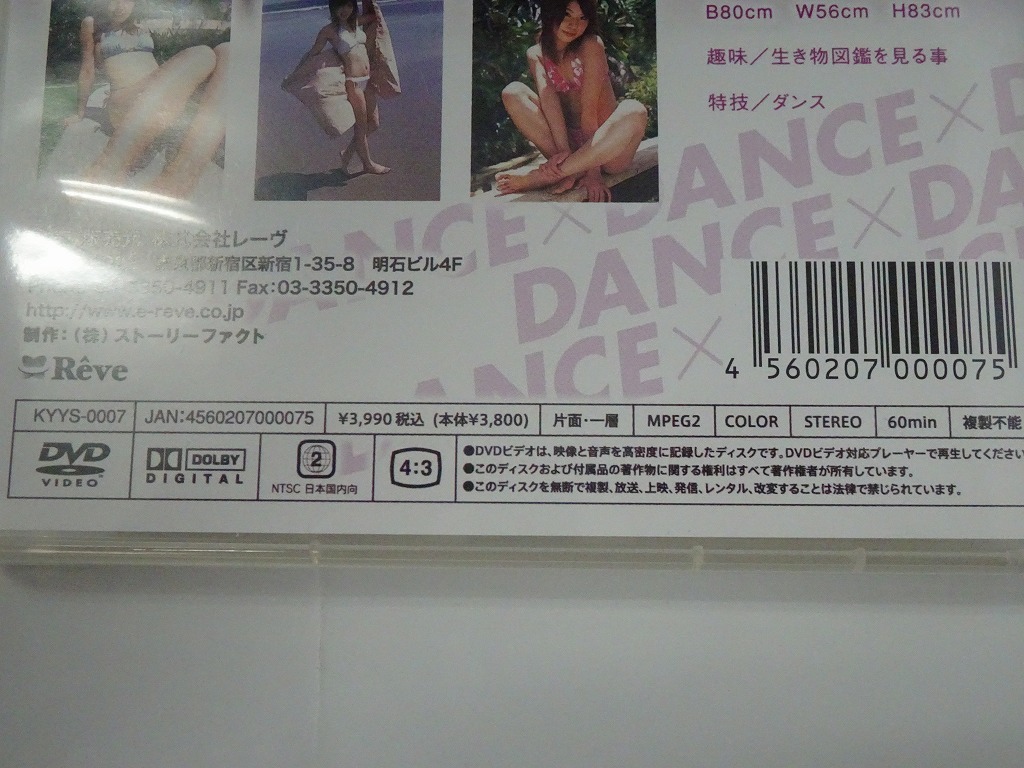 B80cm W56cm H83cm
趣味／生き物図鑑を見る事
特技／ダンス
DANCE×D
ANCE×DANCE×DA
DANCE×
ANCE×
会社レーヴ
都新宿区新宿1-35-8 明石ビル4F
3350-4911 Fax:03-3350-4912
http://www.e-reve.co.jp
制作：(株)ストーリーファクト
Rêve
4 560207 000075
KYYS-0007 JAN:4560207000075 ¥3,990税込 (本体¥3,800) 片面・一層 MPEG2 COLOR STEREO 60min 複製不能
DVD VIDEO
DOLBY DIGITAL
2 NTSC 日本国内向
4:3
●DVDビデオは、映像と音声を高密度に記録したディスクです。DVDビデオ対応プレーヤーで再生してください
●このディスクおよび付属品の著作物に関する権利はすべて著作権者が所有しています。
●このディスクを無断で複製、放送、上映、発信、レンタル、改変することは法律で禁じられています。